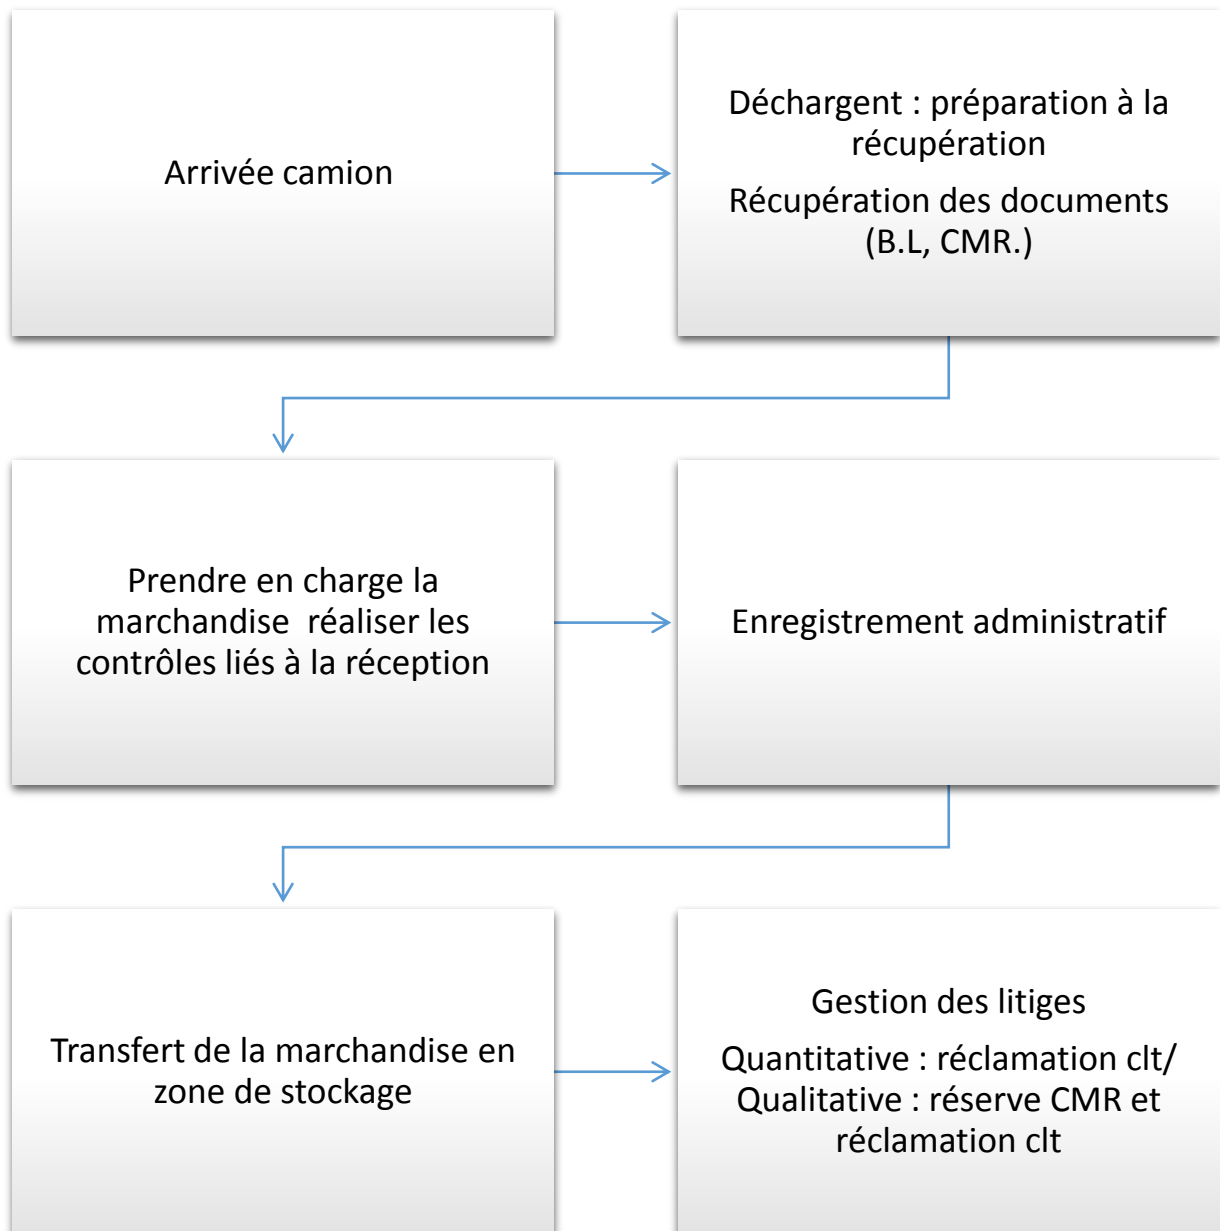 Arrivée camion
Déchargent : préparation à la
récupération
Récupération des documents
(B.L, CMR.)
Prendre en charge la
marchandise  réaliser les
contrôles liés à la réception
Enregistrement administratif
Transfert de la marchandise en
zone de stockage
Gestion des litiges
Quantitative : réclamation clt/
Qualitative : réserve CMR et
réclamation clt